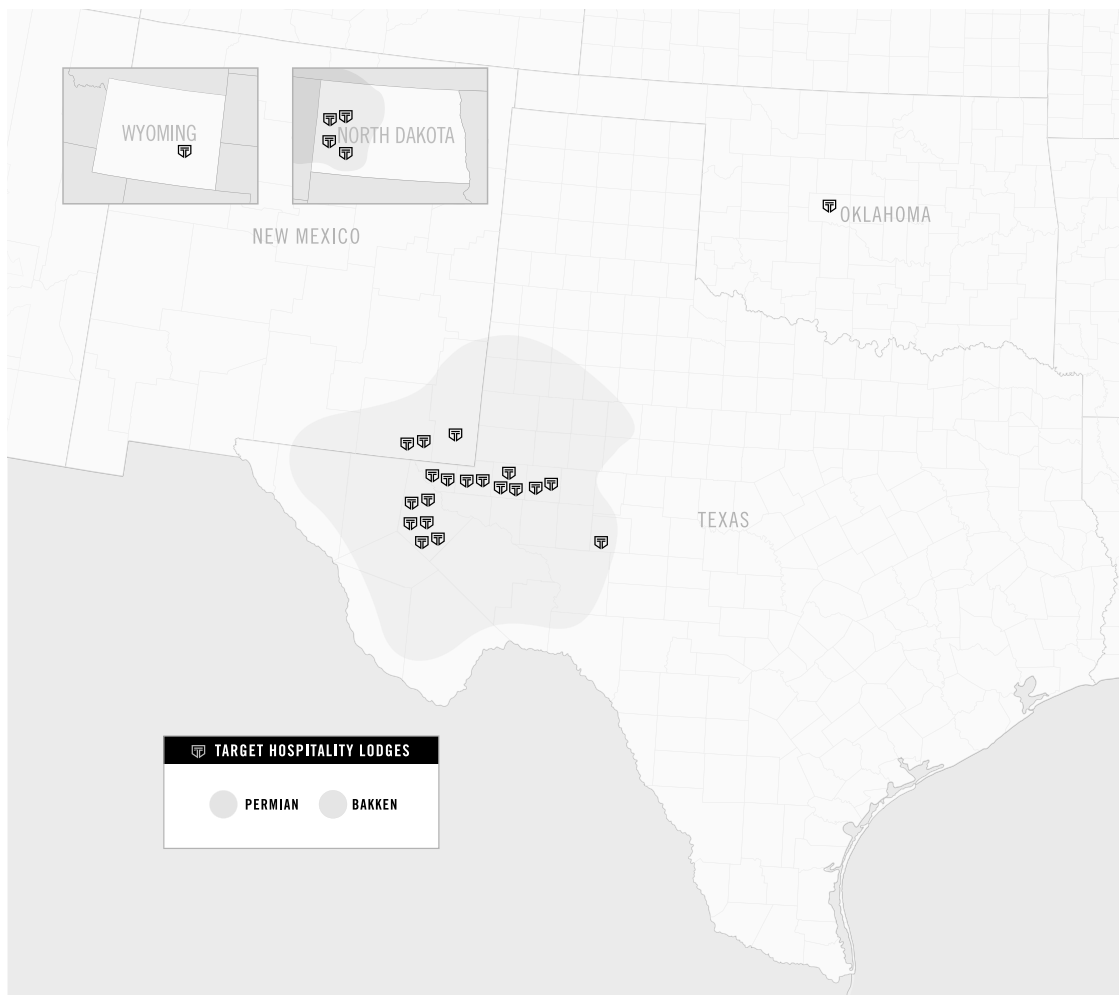 WYOMING
NORTH DAKOTA
NEW MEXICO
OKLAHOMA
TEXAS
TARGET HOSPITALITY LODGES
PERMIAN
BAKKEN